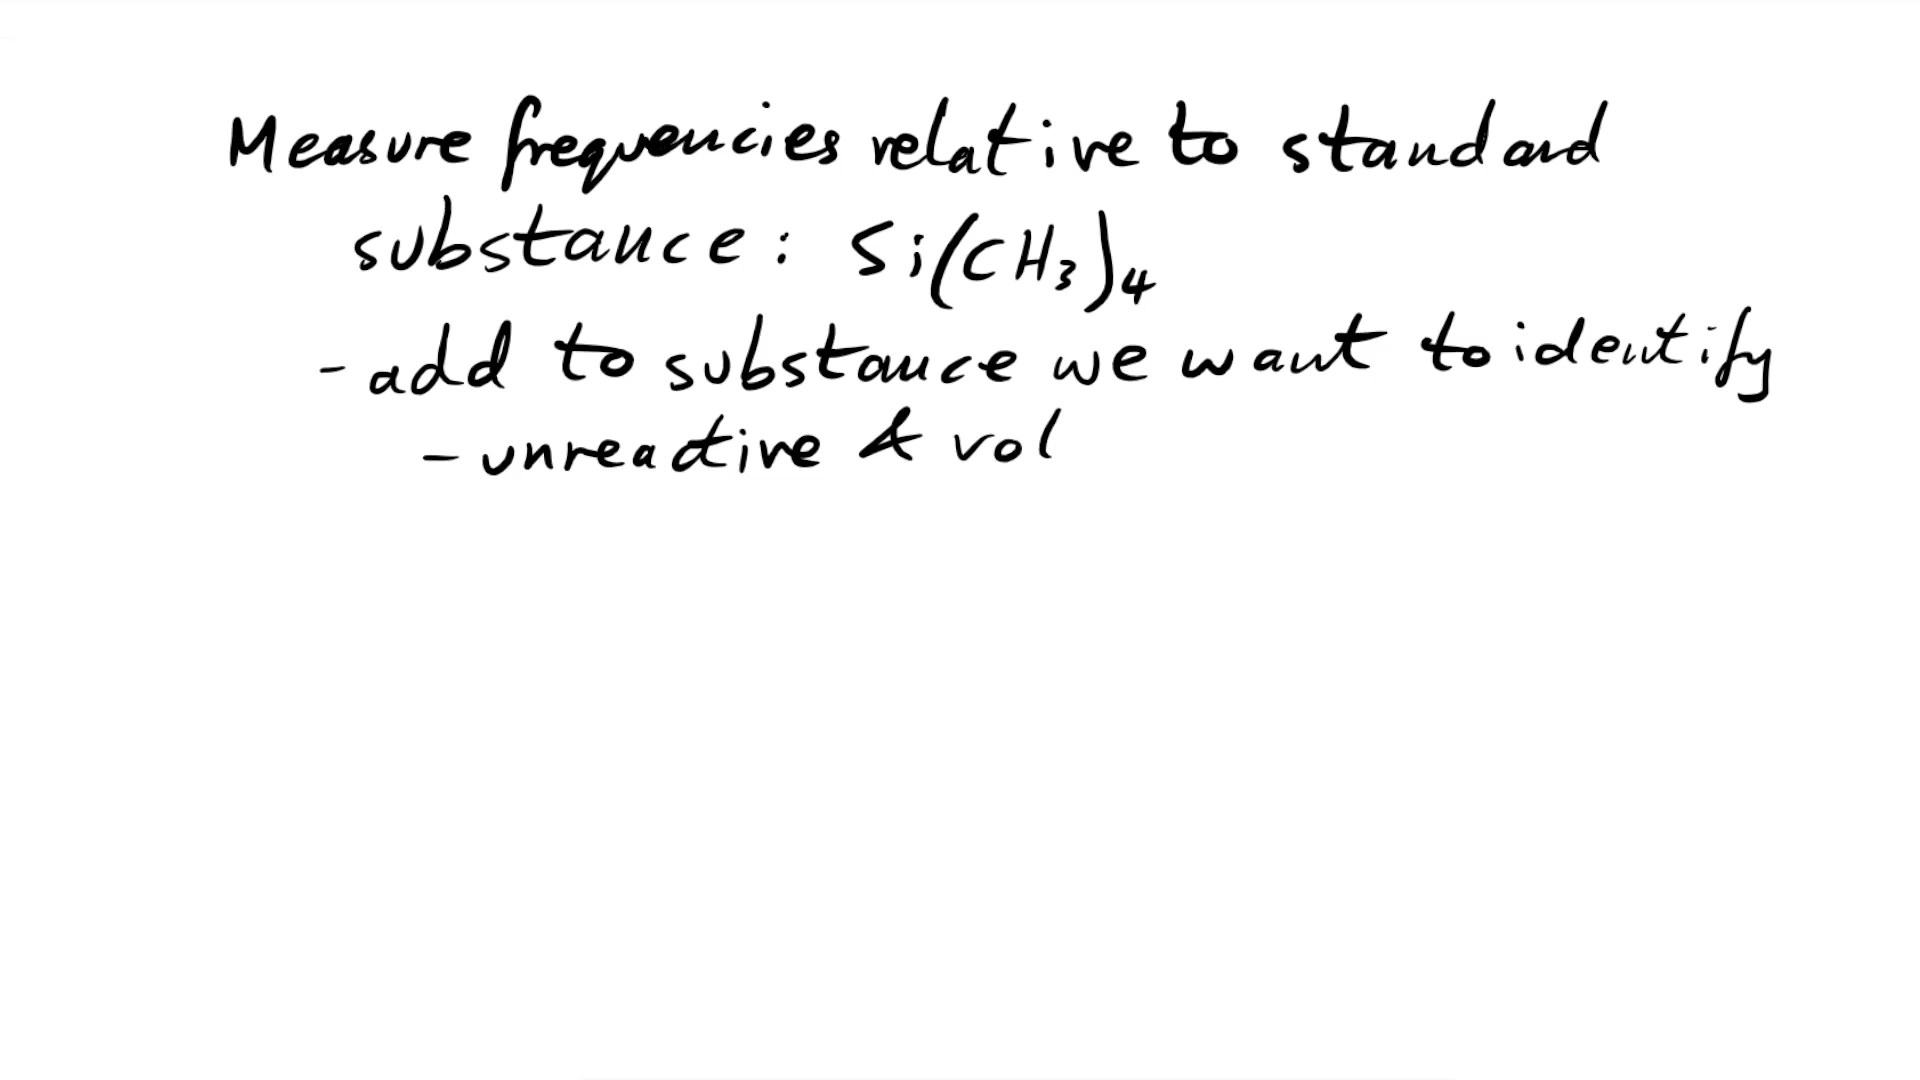 Measure frequencies relative to standard
substance: Si(CH₃)₄
- add to substance we want to identify
- unreactive & vol